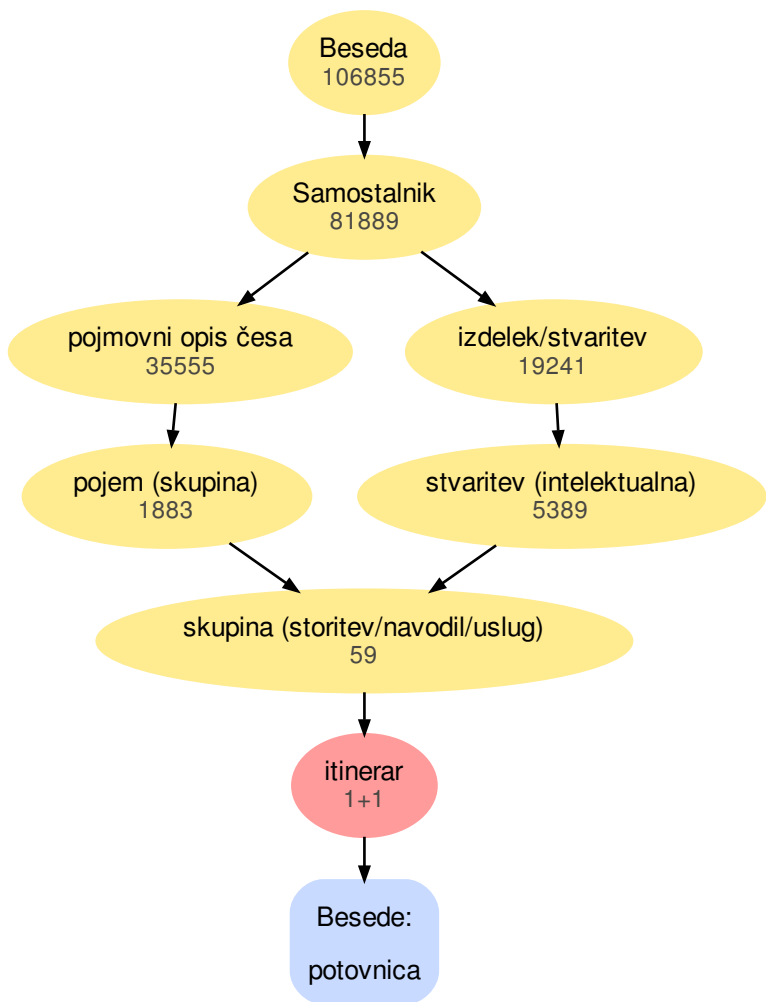 Beseda
106855
Samostalnik
81889
pojmovni opis česa
35555
izdelek/stvaritev
19241
pojem (skupina)
1883
stvaritev (intelektualna)
5389
skupina (storitev/navodil/uslug)
59
itinerar
1+1
Besede:
potovnica